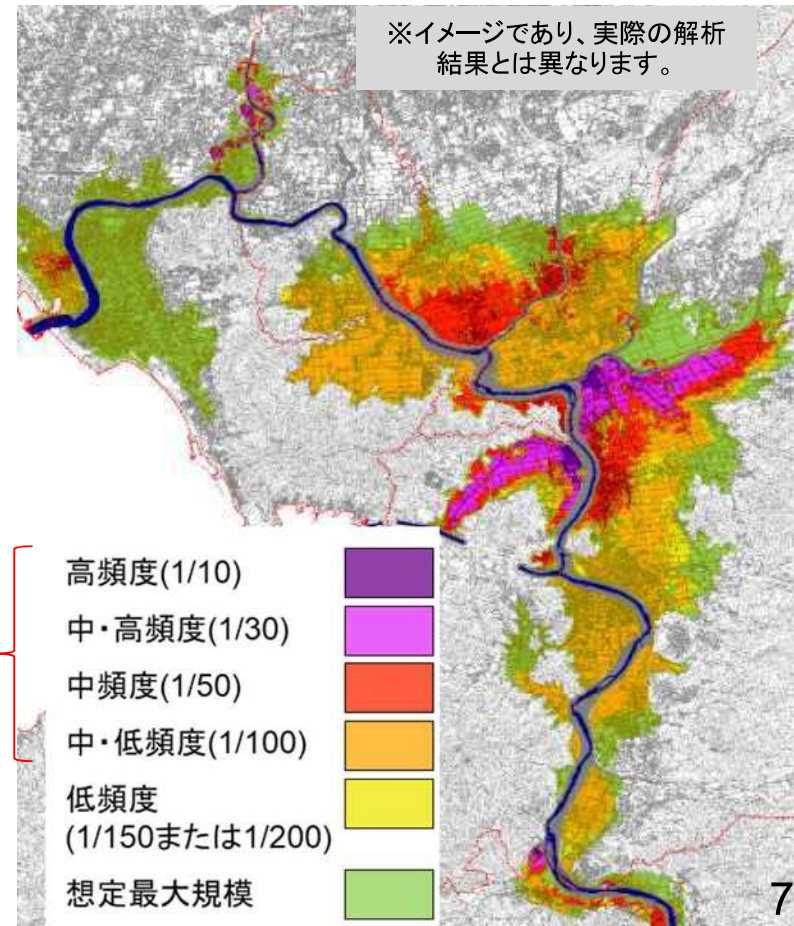 ※イメージであり、実際の解析
結果とは異なります。
高頻度(1/10)
中・高頻度(1/30)
中頻度(1/50)
中・低頻度(1/100)
低頻度
(1/150または1/200)
想定最大規模
7